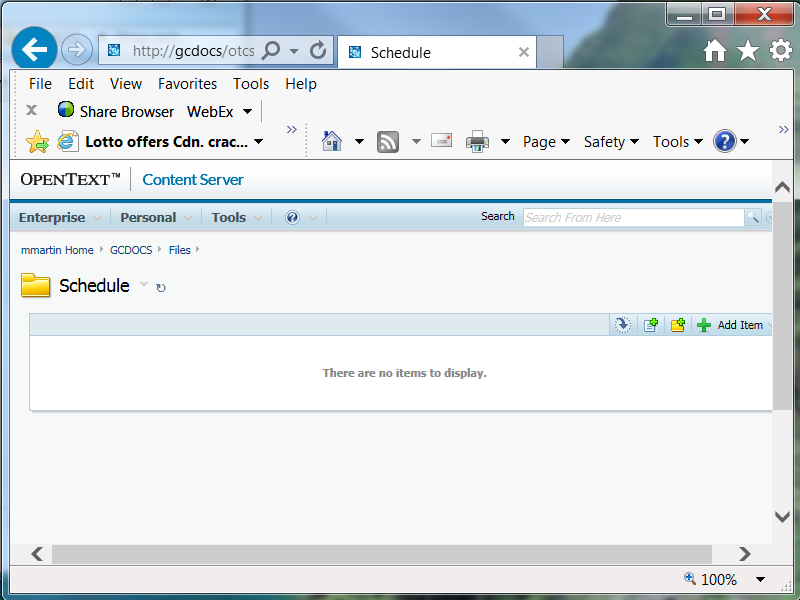 http://gcdocs/otcs
Schedule
File Edit View Favorites Tools Help
x Share Browser WebEx
Lotto offers Cdn. crac... Page Safety Tools
OPENTEXT™ Content Server
Enterprise Personal Tools Search Search From Here
mmartin Home GCDOCS Files
Schedule
Add Item
There are no items to display.
100%